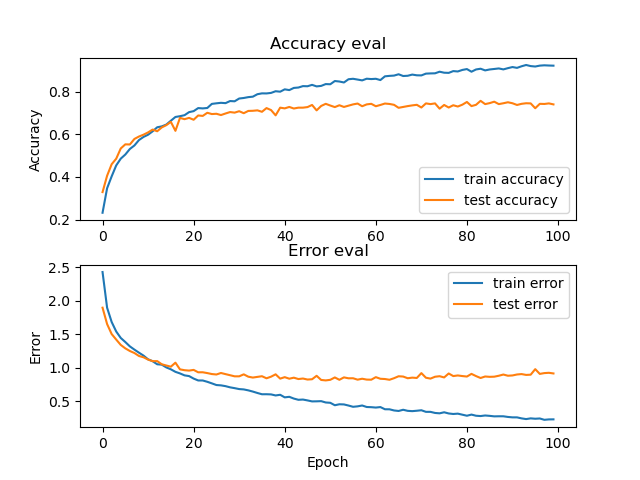 Accuracy eval
Accuracy
0.8
0.6
0.4
0.2
train accuracy
test accuracy
0 20 40 60 80 100
Error eval
Error
2.5
2.0
1.5
1.0
0.5
train error
test error
0 20 40 60 80 100
Epoch